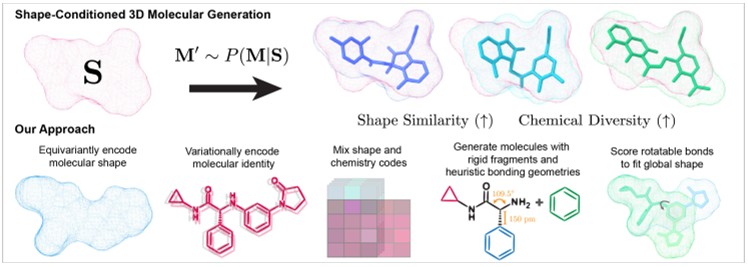 Shape-Conditioned 3D Molecular Generation
S
M′ ∼ P(M|S)
Shape Similarity (↑)
Chemical Diversity (↑)
Our Approach
Equivariantly encode
molecular shape
Variationally encode
molecular identity
Mix shape and
chemistry codes
Generate molecules with
rigid fragments and
heuristic bonding geometries
Score rotatable bonds
to fit global shape
O
N
H
H
N
O
N
O
N
H
109.5°
NH₂
+
150 pm